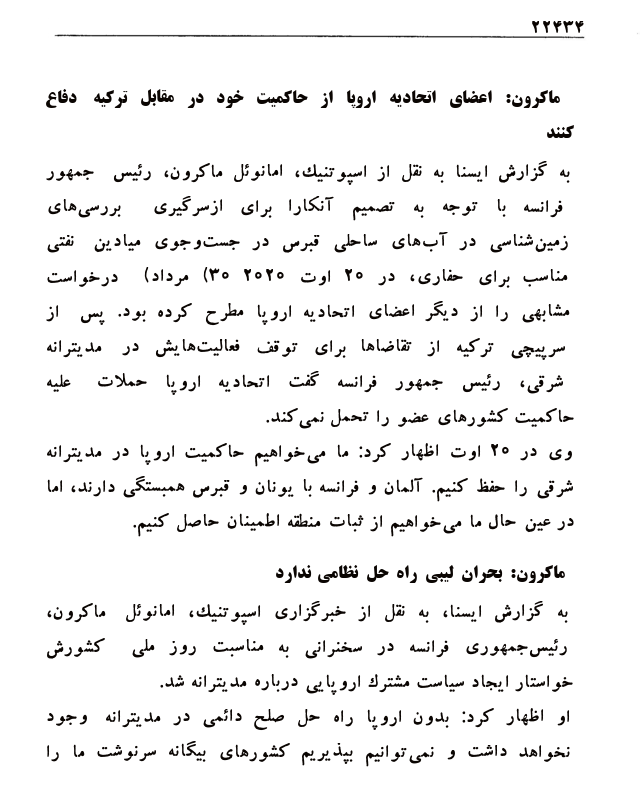 ۲۲۴۳۴
ماکرون: اعضای اتحادیه اروپا از حاکمیت خود در مقابل ترکیه دفاع
کنند
به گزارش ایسنا به نقل از اسپوتنیك، امانوئل ماکرون، رئیس جمهور
فرانسه با توجه به تصمیم آنکارا برای ازسرگیری بررسی‌های
زمین‌شناسی در آب‌های ساحلی قبرس در جست‌وجوی میادین نفتی
مناسب برای حفاری، در ۲۰ اوت ۲۰۲۰ ۳۰) مرداد) درخواست
مشابهی را از دیگر اعضای اتحادیه اروپا مطرح کرده بود. پس از
سرپیچی ترکیه از تقاضاها برای توقف فعالیت‌هایش در مدیترانه
شرقی، رئیس جمهور فرانسه گفت اتحادیه اروپا حملات علیه
حاکمیت کشورهای عضو را تحمل نمی‌کند.
وی در ۲۰ اوت اظهار کرد: ما می‌خواهیم حاکمیت اروپا در مدیترانه
شرقی را حفظ کنیم. آلمان و فرانسه با یونان و قبرس همبستگی دارند، اما
در عین حال ما می‌خواهیم از ثبات منطقه اطمینان حاصل کنیم.
ماکرون: بحران لیبی راه حل نظامی ندارد
به گزارش ایسنا، به نقل از خبرگزاری اسپوتنیك، امانوئل ماکرون،
رئیس‌جمهوری فرانسه در سخنرانی به مناسبت روز ملی کشورش
خواستار ایجاد سیاست مشترك اروپایی درباره مدیترانه شد.
او اظهار کرد: بدون اروپا راه حل صلح دائمی در مدیترانه وجود
نخواهد داشت و نمی‌توانیم بپذیریم کشورهای بیگانه سرنوشت ما را